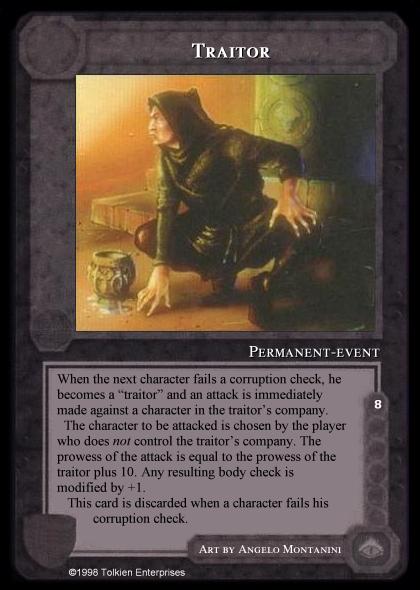 TRAITOR
PERMANENT-EVENT
When the next character fails a corruption check, he
becomes a “traitor” and an attack is immediately
made against a character in the traitor’s company.
The character to be attacked is chosen by the player
who does not control the traitor’s company. The
prowess of the attack is equal to the prowess of the
traitor plus 10. Any resulting body check is
modified by +1.
This card is discarded when a character fails his
corruption check.
8
ART BY ANGELO MONTANINI
©1998 Tolkien Enterprises